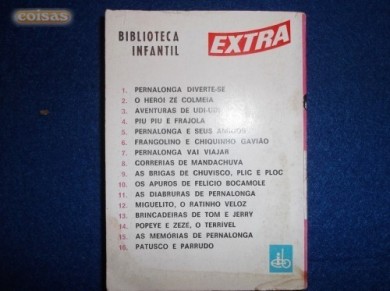 coisas
BIBLIOTECA
INFANTIL
EXTRA
1. PERNALONGA DIVERTE-SE
2. O HERÓI ZÉ COLMEIA
3. AVENTURAS DE
4. PIU PIU E FRAJOLA
5. PERNALONGA E SEUS
6. FRANGOLINO E CHIQUINHO GAVIÃO
7. PERNALONGA VAI VIAJAR
8. CORRERIAS DE MANDACHUVA
9. AS BRIGAS DE CHUVISCO, PLIC E PLOC
10. OS APUROS DE FELÍCIO BOCAMOLE
11. AS DIABRURAS DE PERNALONGA
12. MIGUELITO, O RATINHO VELOZ
13. BRINCADEIRAS DE TOM E JERRY
14. POPEYE E ZEZÉ, O TERRÍVEL
15. AS MEMÓRIAS DE PERNALONGA
16. PATUSCO E PARRUDO